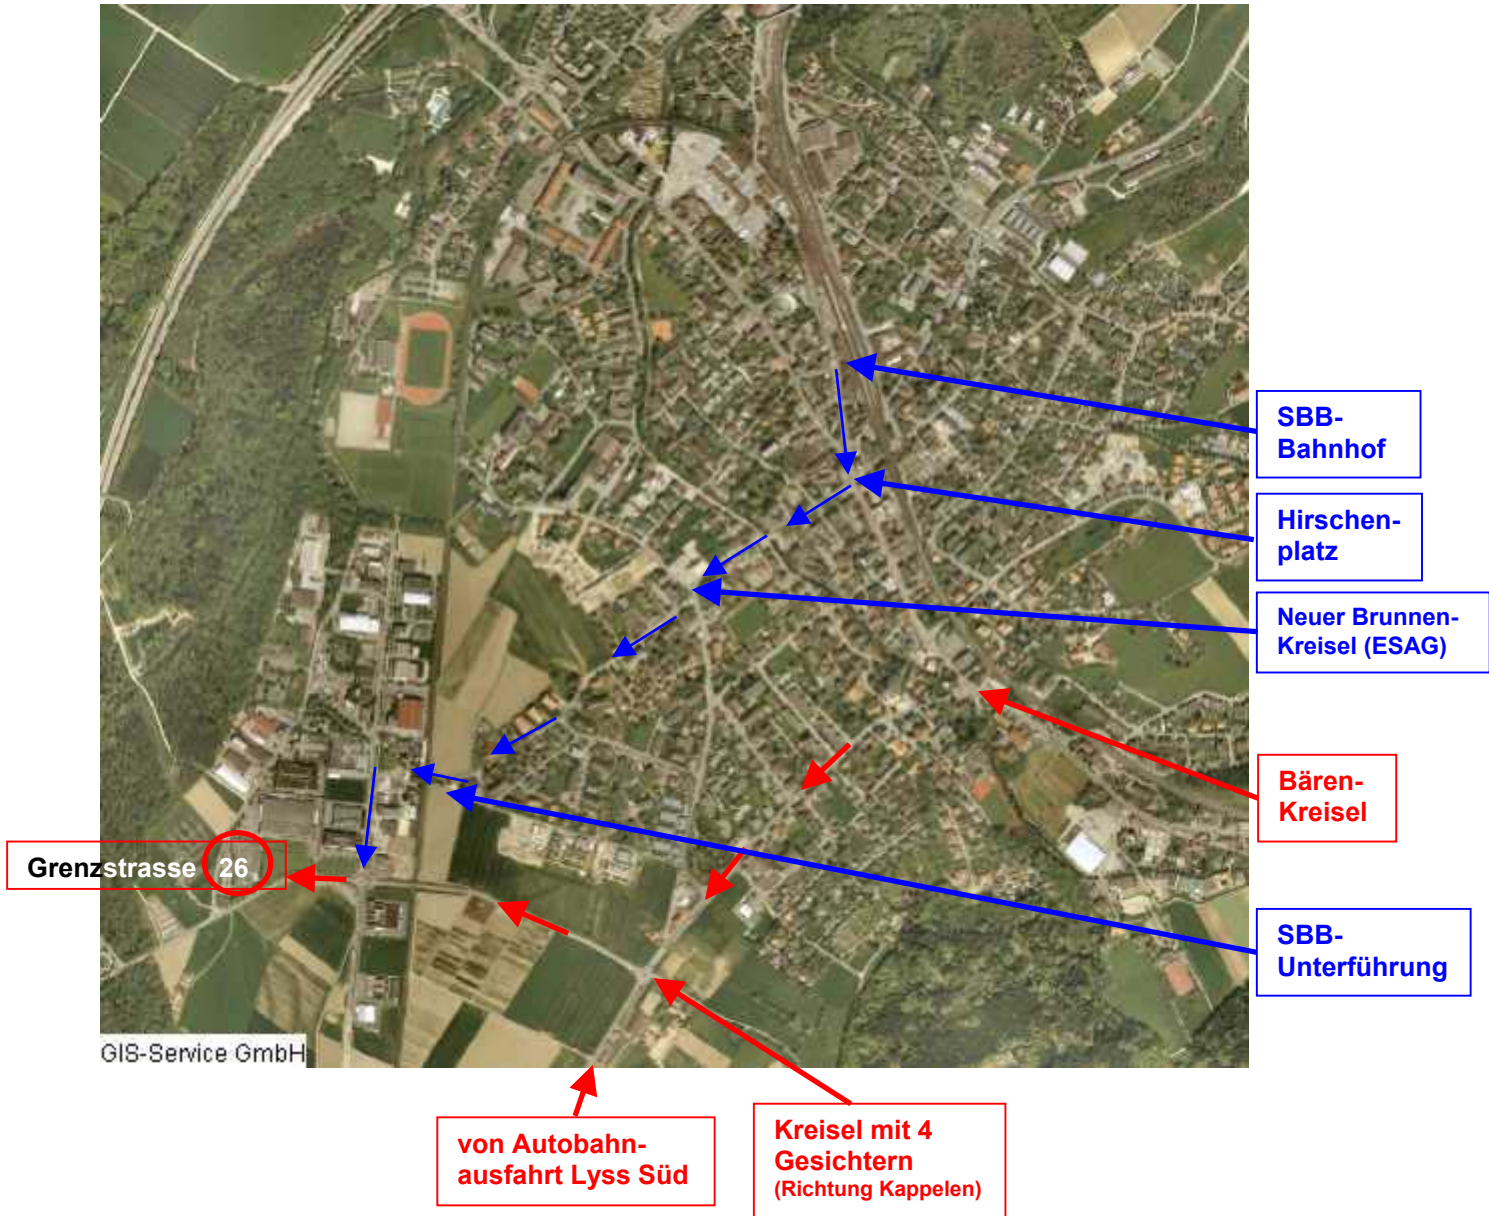 SBB-
Bahnhof
Hirschen-
platz
Neuer Brunnen-
Kreisel (ESAG)
Bären-
Kreisel
Grenzstrasse 26
SBB-
Unterführung
GIS-Service GmbH
von Autobahn-
ausfahrt Lyss Süd
Kreisel mit 4
Gesichtern
(Richtung Kappelen)